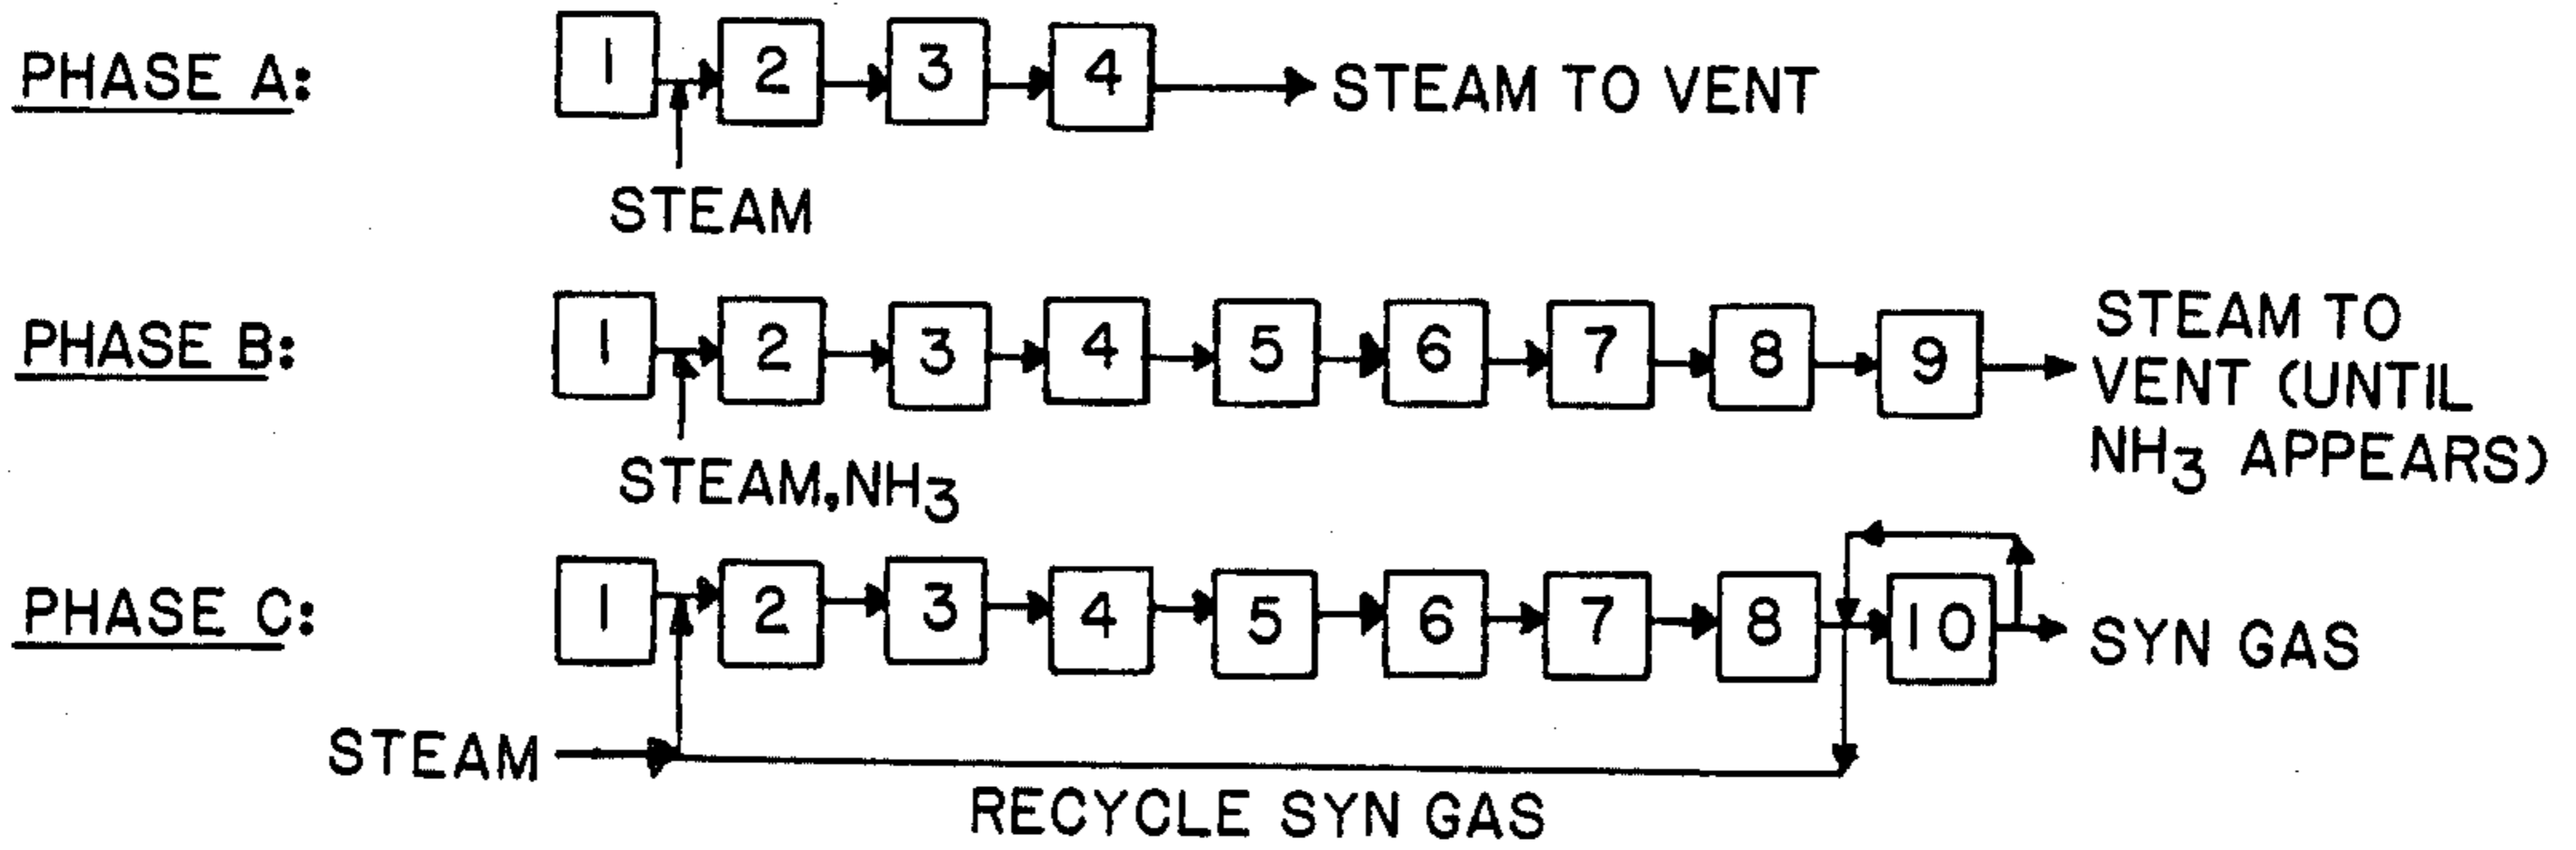 PHASE A:
1 2 3 4 STEAM TO VENT
STEAM
PHASE B:
1 2 3 4 5 6 7 8 9
STEAM TO
VENT (UNTIL
NH3 APPEARS)
STEAM, NH3
PHASE C:
1 2 3 4 5 6 7 8 10 SYN GAS
STEAM
RECYCLE SYN GAS